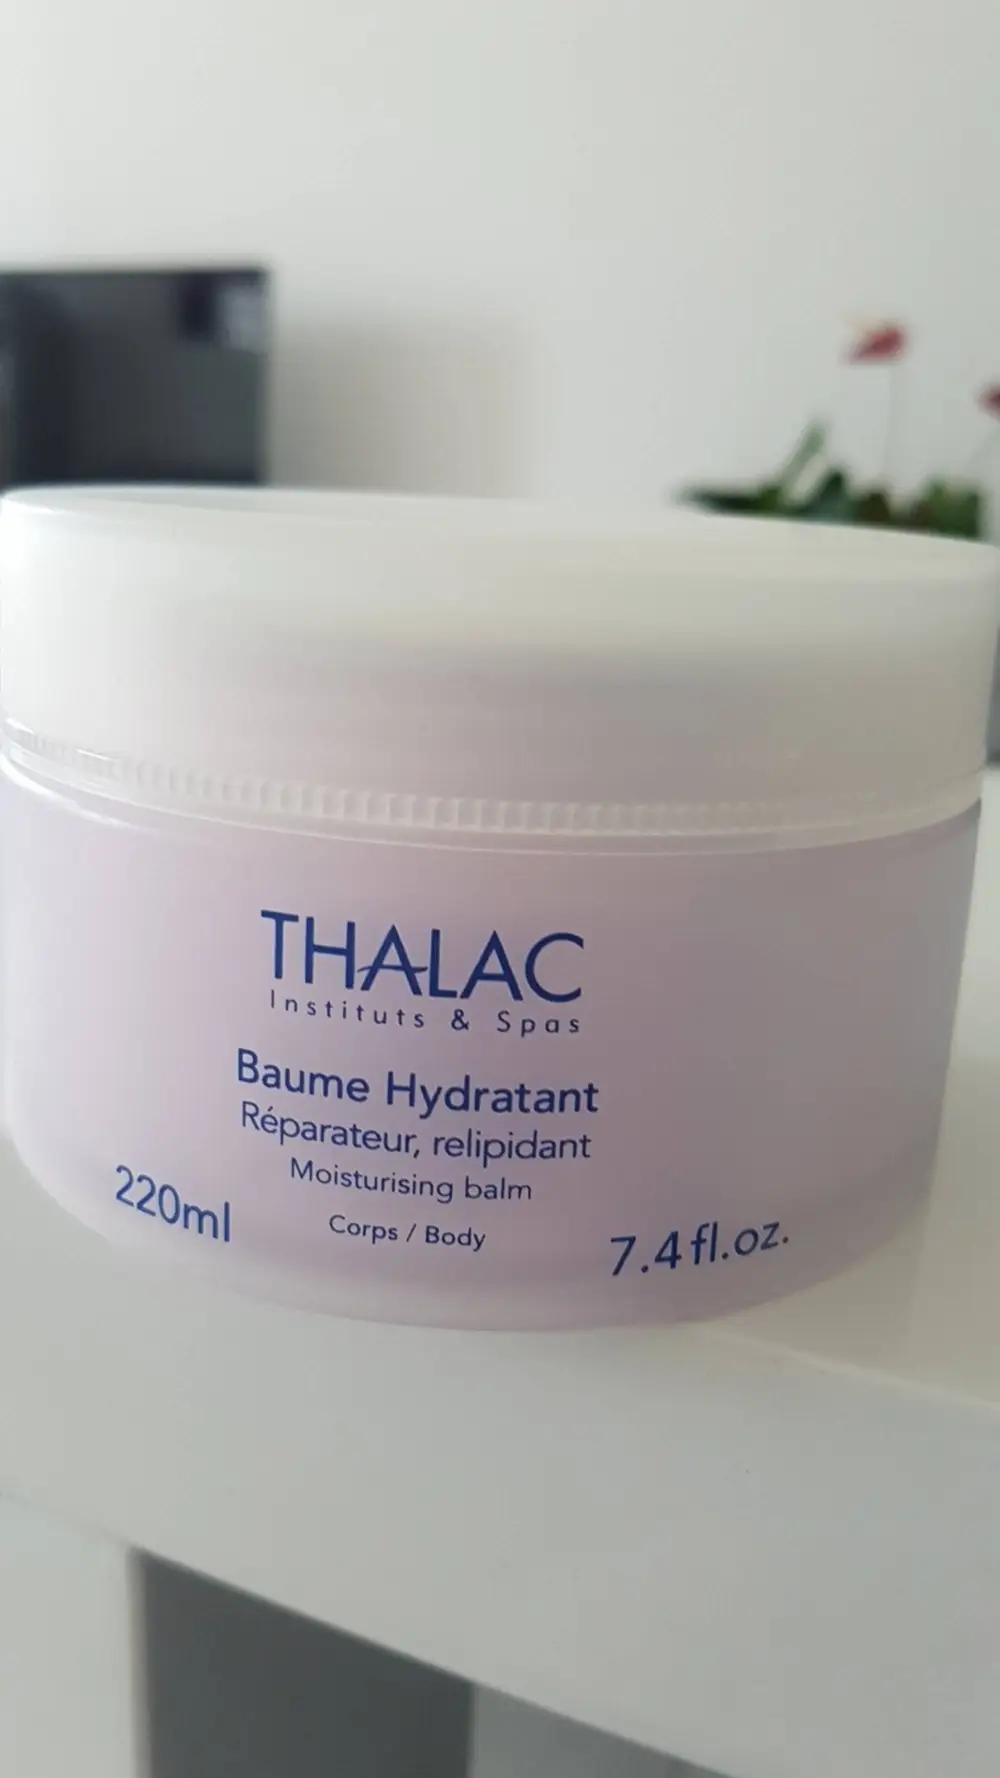 THALAC
Instituts & Spas
Baume Hydratant
Réparateur, relipidant
Moisturising balm
Corps / Body
220ml
7.4 fl.oz.